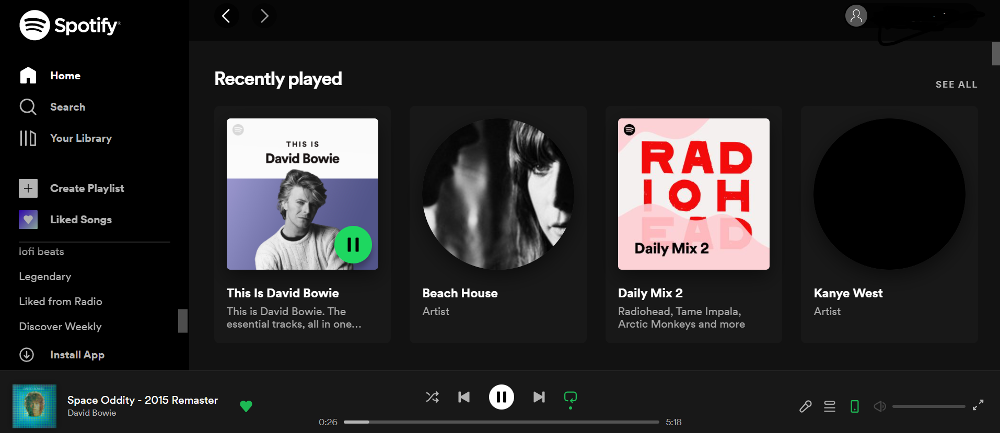 Spotify®
Home
Search
Your Library
Create Playlist
Liked Songs
lofi beats
Legendary
Liked from Radio
Discover Weekly
Install App
Recently played
SEE ALL
THIS IS
David Bowie
This Is David Bowie
This is David Bowie. The
essential tracks, all in one...
Beach House
Artist
RAD
IOH
EAD
Daily Mix 2
Daily Mix 2
Radiohead, Tame Impala,
Arctic Monkeys and more
Kanye West
Artist
Space Oddity - 2015 Remaster
David Bowie
0:26
5:18